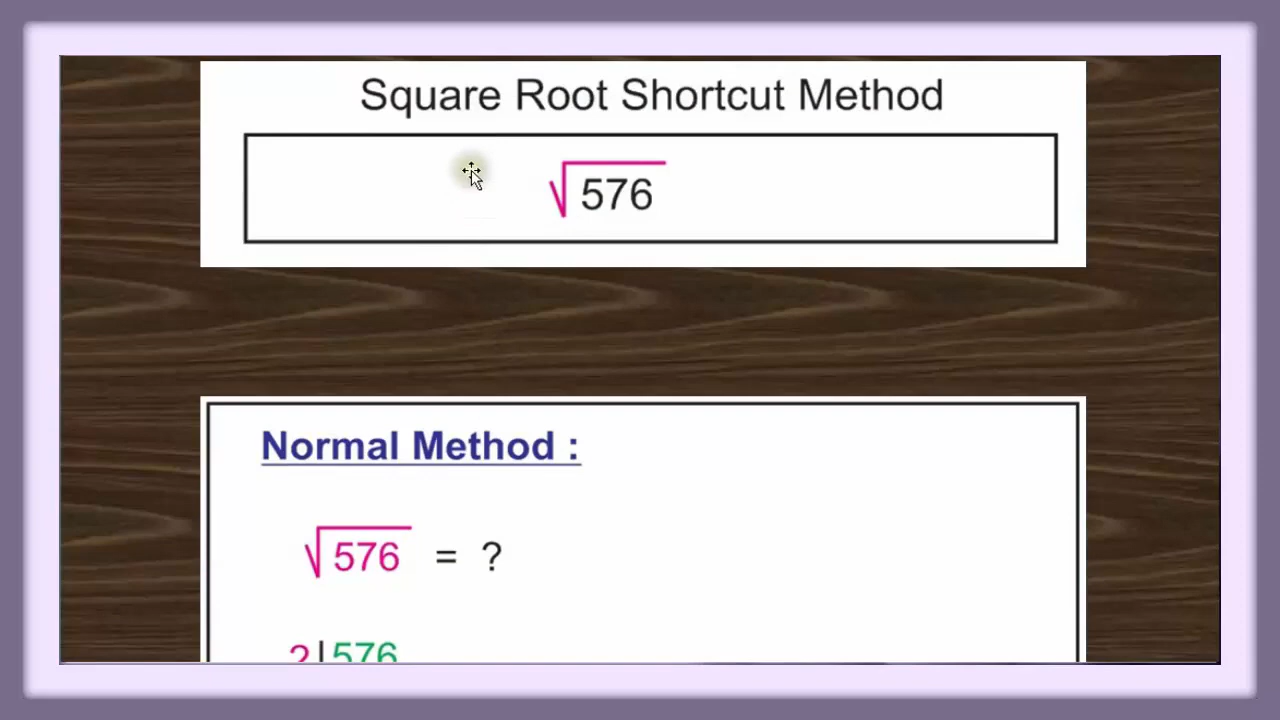 Square Root Shortcut Method
√576
Normal Method :
√576 = ?
2|576